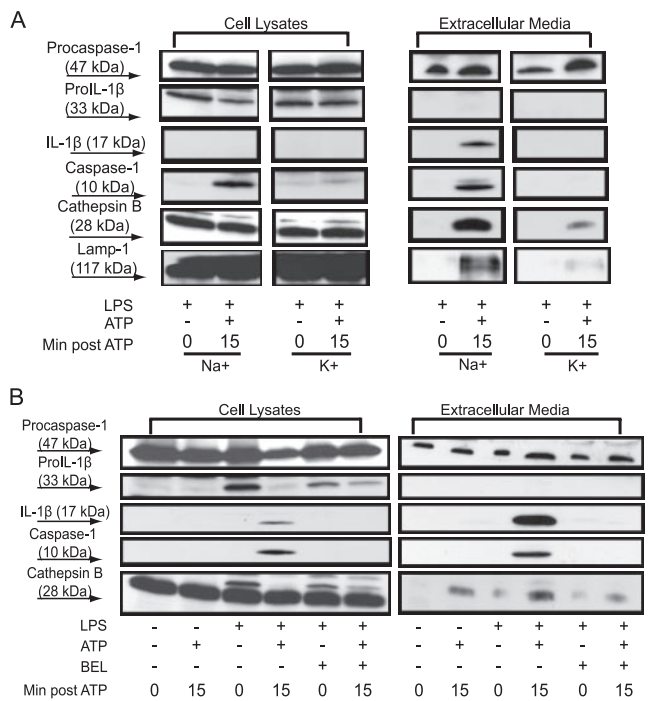 A
Cell Lysates Extracellular Media
Procaspase-1
(47 kDa)
ProIL-1β
(33 kDa)
IL-1β (17 kDa)
Caspase-1
(10 kDa)
Cathepsin B
(28 kDa)
Lamp-1
(117 kDa)
LPS + + + + + + + +
ATP - + - + - + - +
Min post ATP 0 15 0 15 0 15 0 15
Na+ K+ Na+ K+
B
Cell Lysates Extracellular Media
Procaspase-1
(47 kDa)
ProIL-1β
(33 kDa)
IL-1β (17 kDa)
Caspase-1
(10 kDa)
Cathepsin B
(28 kDa)
LPS - - + + + + - - + + + +
ATP - + - + - + - + - + - +
BEL - - - - + + - - - - + +
Min post ATP 0 15 0 15 0 15 0 15 0 15 0 15